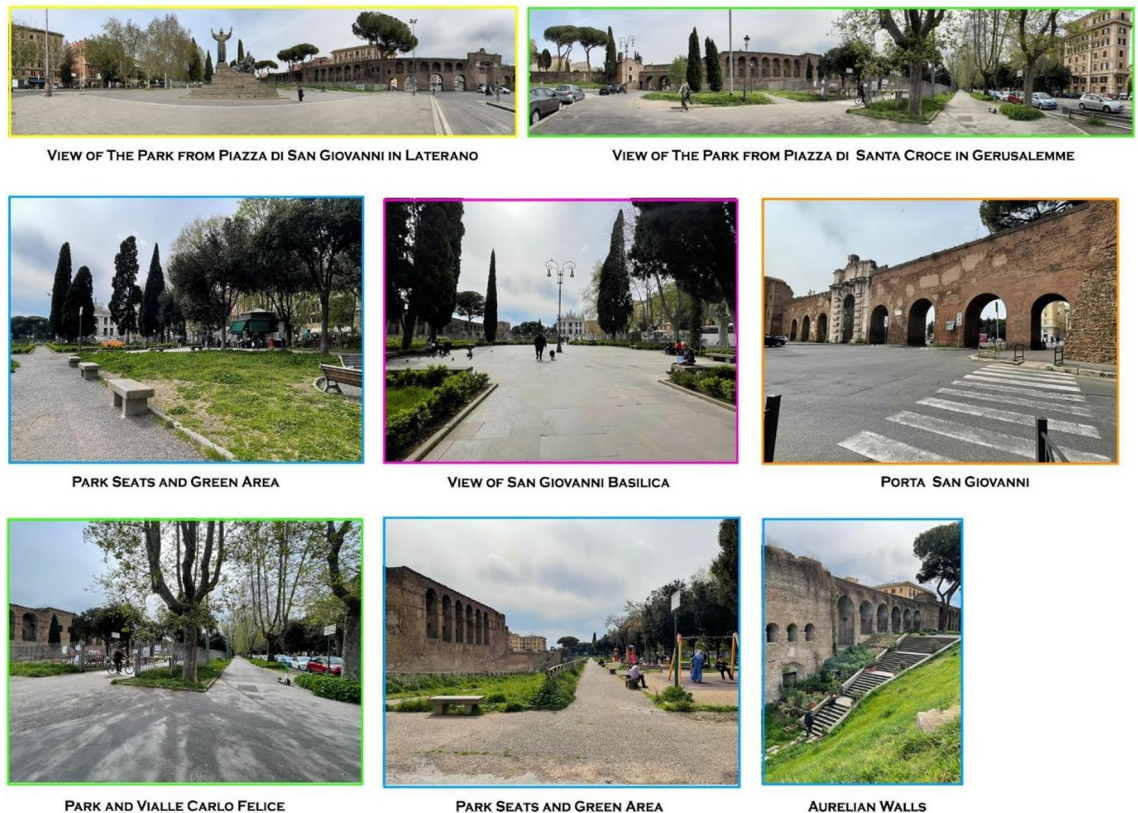 View of The Park from Piazza di San Giovanni in Laterano
View of The Park from Piazza di Santa Croce in Gerusalemme
Park Seats and Green Area
View of San Giovanni Basilica
Porta San Giovanni
Park and Vialle Carlo Felice
Park Seats and Green Area
Aurelian Walls